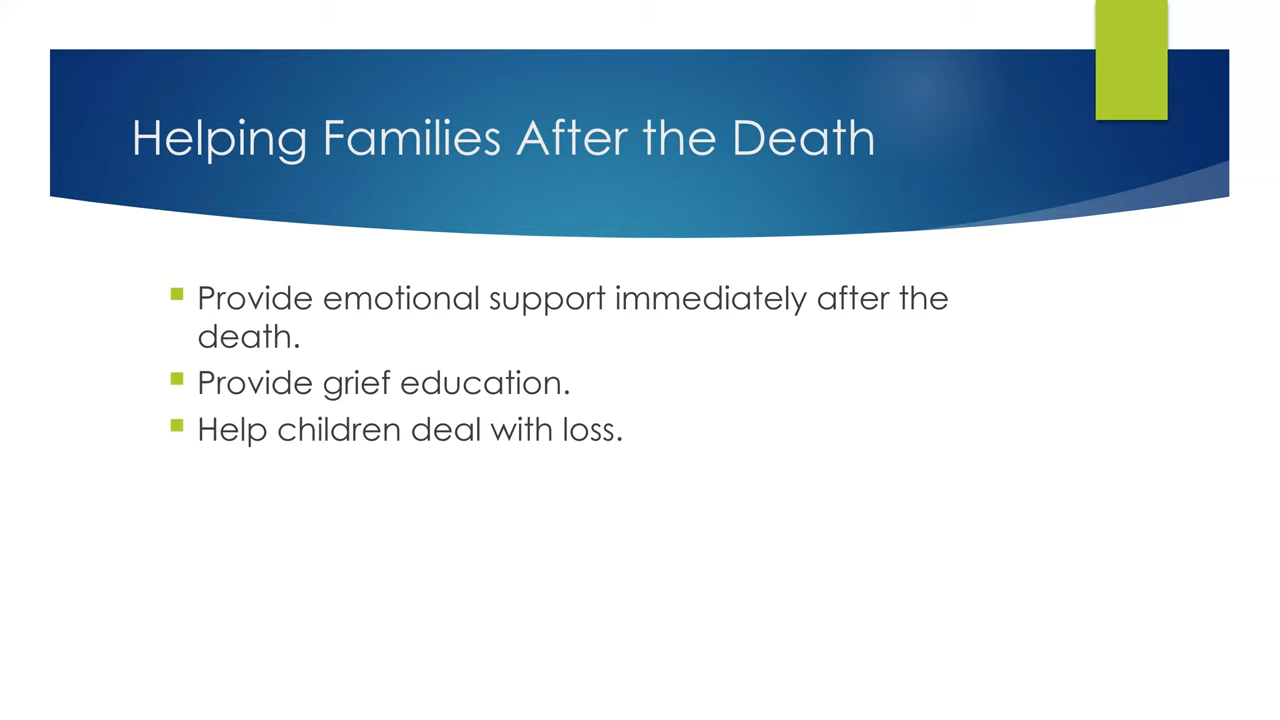 Helping Families After the Death
Provide emotional support immediately after the
death.
Provide grief education.
Help children deal with loss.